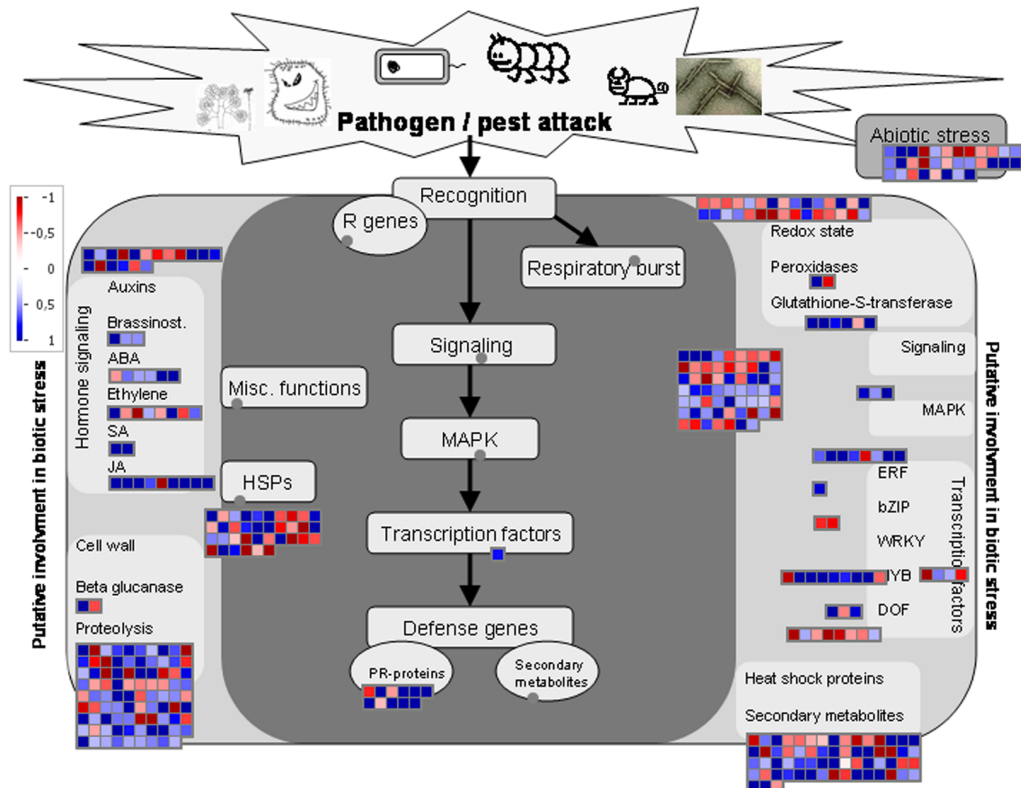 Pathogen / pest attack
Abiotic stress
Recognition
R genes
Respiratory burst
Signaling
Misc. functions
MAPK
HSPs
Transcription factors
Defense genes
PR-proteins
Secondary
metabolites
-1
-0,5
0
0,5
1
Putative involvment in biotic stress
Hormone signaling
Auxins
Brassinost.
ABA
Ethylene
SA
JA
Cell wall
Beta glucanase
Proteolysis
Redox state
Peroxidases
Glutathione-S-transferase
Signaling
MAPK
ERF
bZIP
WRKY
MYB
DOF
Transcription factors
Putative involvment in biotic stress
Heat shock proteins
Secondary metabolites